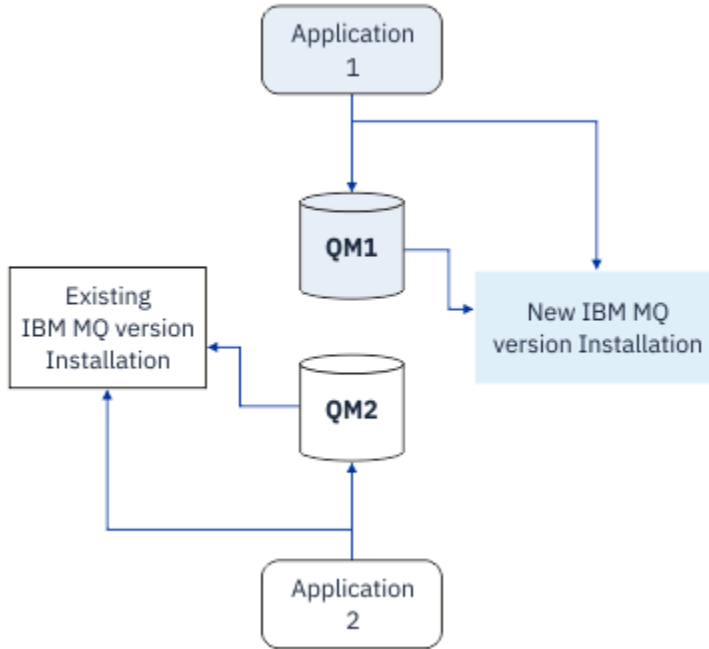 Application
1
QM1
Existing
IBM MQ version
Installation
New IBM MQ
version Installation
QM2
Application
2